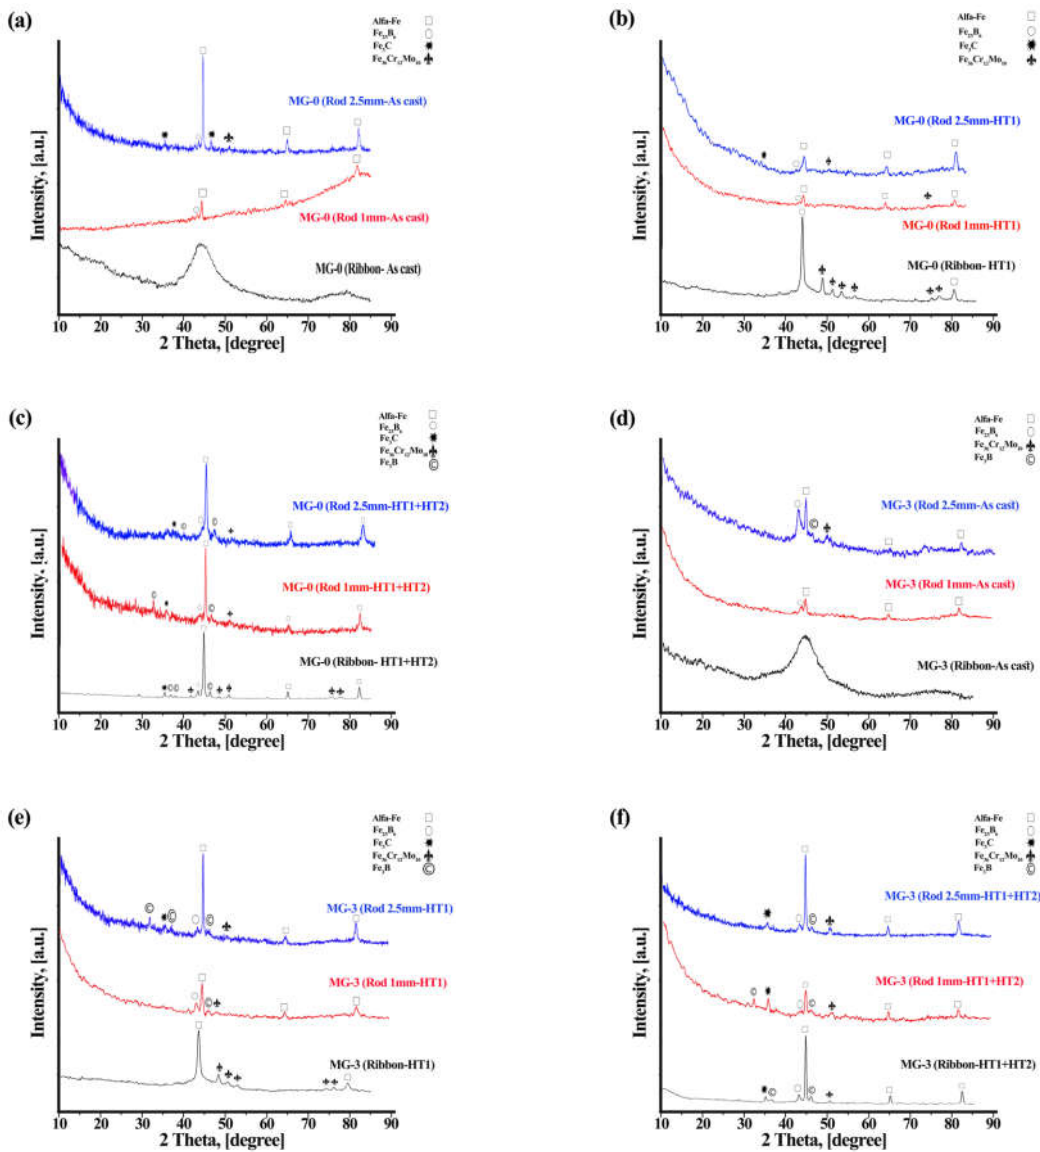 (a)
Alfa-Fe
Fe₂₃B₆
Fe₃C
Fe₃₆Cr₁₂Mo₁₀
MG-0 (Rod 2.5mm-As cast)
MG-0 (Rod 1mm-As cast)
MG-0 (Ribbon- As cast)
Intensity, [a.u.]
10 20 30 40 50 60 70 80 90
2 Theta, [degree]
(b)
Alfa-Fe
Fe₂₃B₆
Fe₃C
Fe₃₆Cr₁₂Mo₁₀
MG-0 (Rod 2.5mm-HT1)
MG-0 (Rod 1mm-HT1)
MG-0 (Ribbon- HT1)
Intensity, [a.u.]
10 20 30 40 50 60 70 80 90
2 Theta, [degree]
(c)
Alfa-Fe
Fe₂₃B₆
Fe₃C
Fe₃₆Cr₁₂Mo₁₀
Fe₃B
MG-0 (Rod 2.5mm-HT1+HT2)
MG-0 (Rod 1mm-HT1+HT2)
MG-0 (Ribbon- HT1+HT2)
Intensity, [a.u.]
10 20 30 40 50 60 70 80 90
2 Theta, [degree]
(d)
Alfa-Fe
Fe₂₃B₆
Fe₃C
Fe₃₆Cr₁₂Mo₁₀
Fe₃B
MG-3 (Rod 2.5mm-As cast)
MG-3 (Rod 1mm-As cast)
MG-3 (Ribbon-As cast)
Intensity, [a.u.]
10 20 30 40 50 60 70 80 90
2 Theta, [degree]
(e)
Alfa-Fe
Fe₂₃B₆
Fe₃C
Fe₃₆Cr₁₂Mo₁₀
Fe₃B
MG-3 (Rod 2.5mm-HT1)
MG-3 (Rod 1mm-HT1)
MG-3 (Ribbon-HT1)
Intensity, [a.u.]
10 20 30 40 50 60 70 80 90
2 Theta, [degree]
(f)
Alfa-Fe
Fe₂₃B₆
Fe₃C
Fe₃₆Cr₁₂Mo₁₀
Fe₃B
MG-3 (Rod 2.5mm-HT1+HT2)
MG-3 (Rod 1mm-HT1+HT2)
MG-3 (Ribbon-HT1+HT2)
Intensity, [a.u.]
10 20 30 40 50 60 70 80 90
2 Theta, [degree]